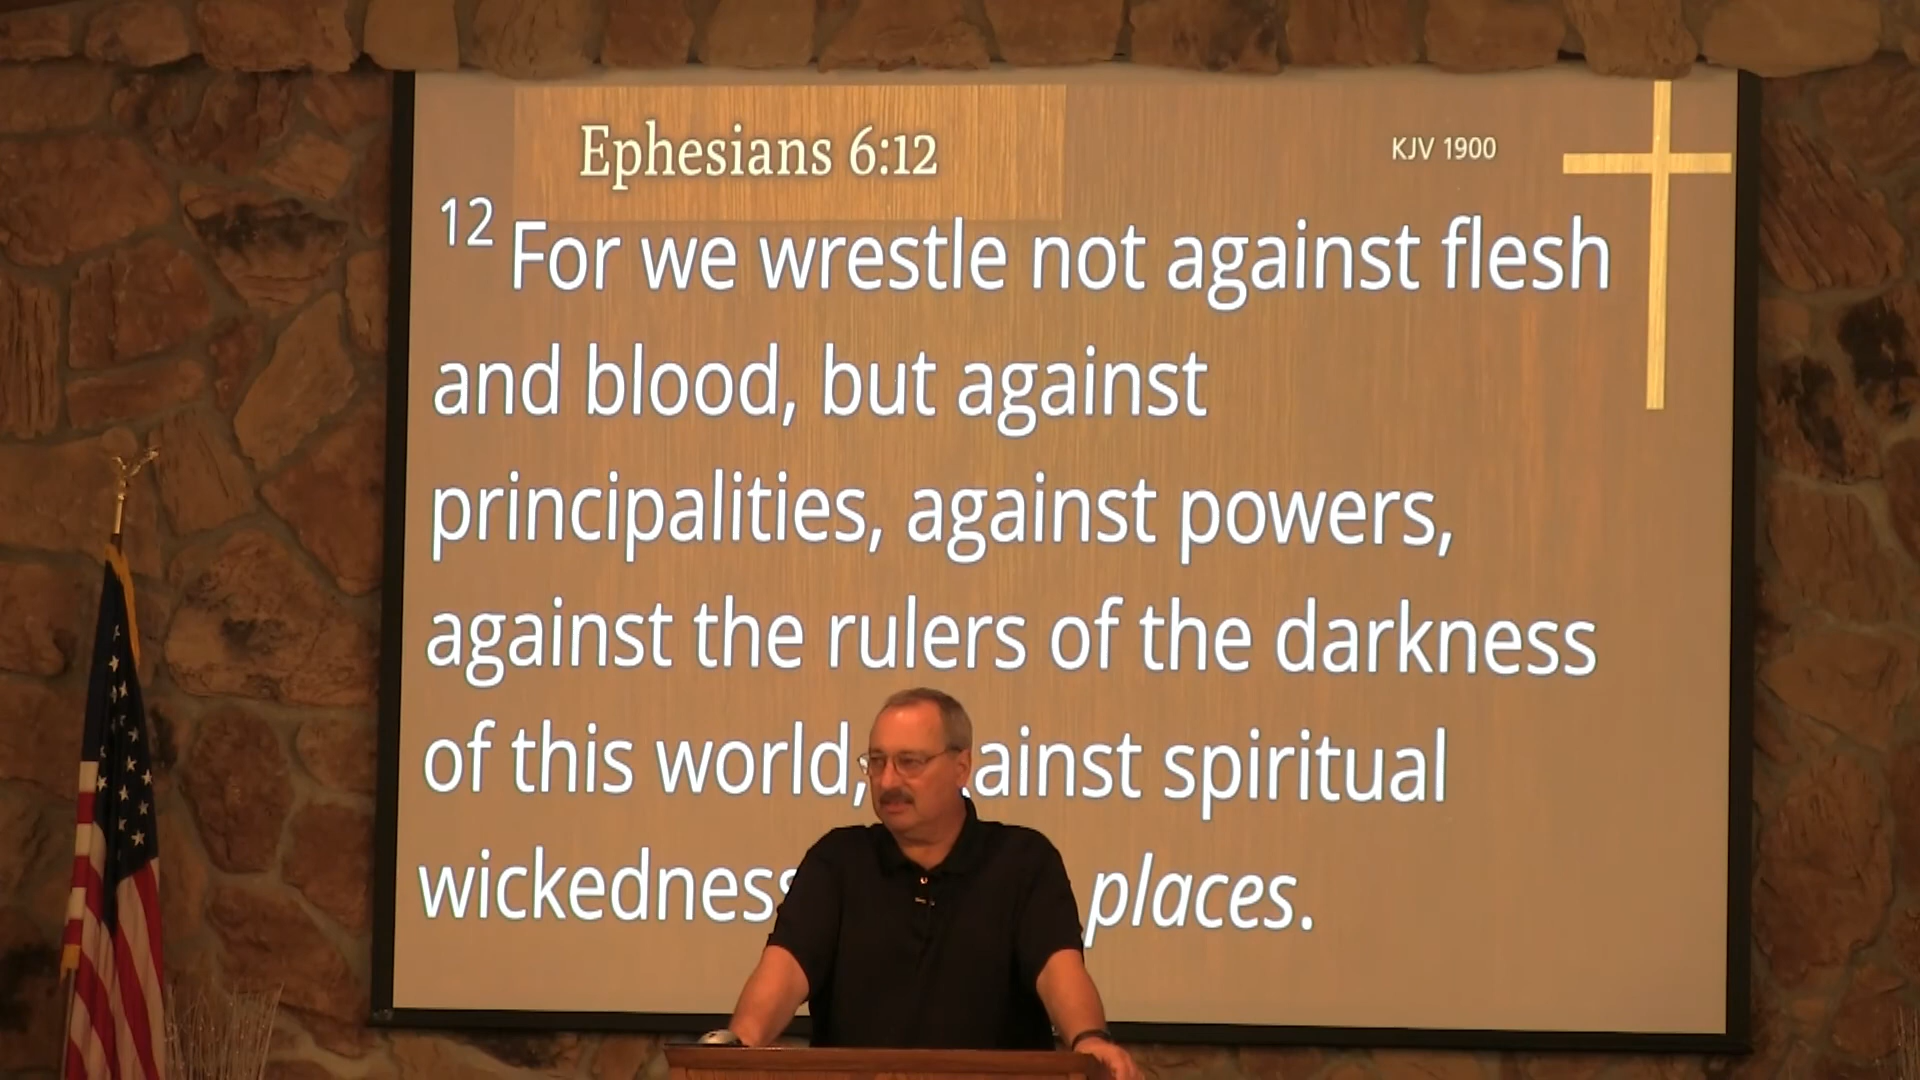 Ephesians 6:12
KJV 1900
12 For we wrestle not against flesh
and blood, but against
principalities, against powers,
against the rulers of the darkness
of this world, ainst spiritual
wickedness places.